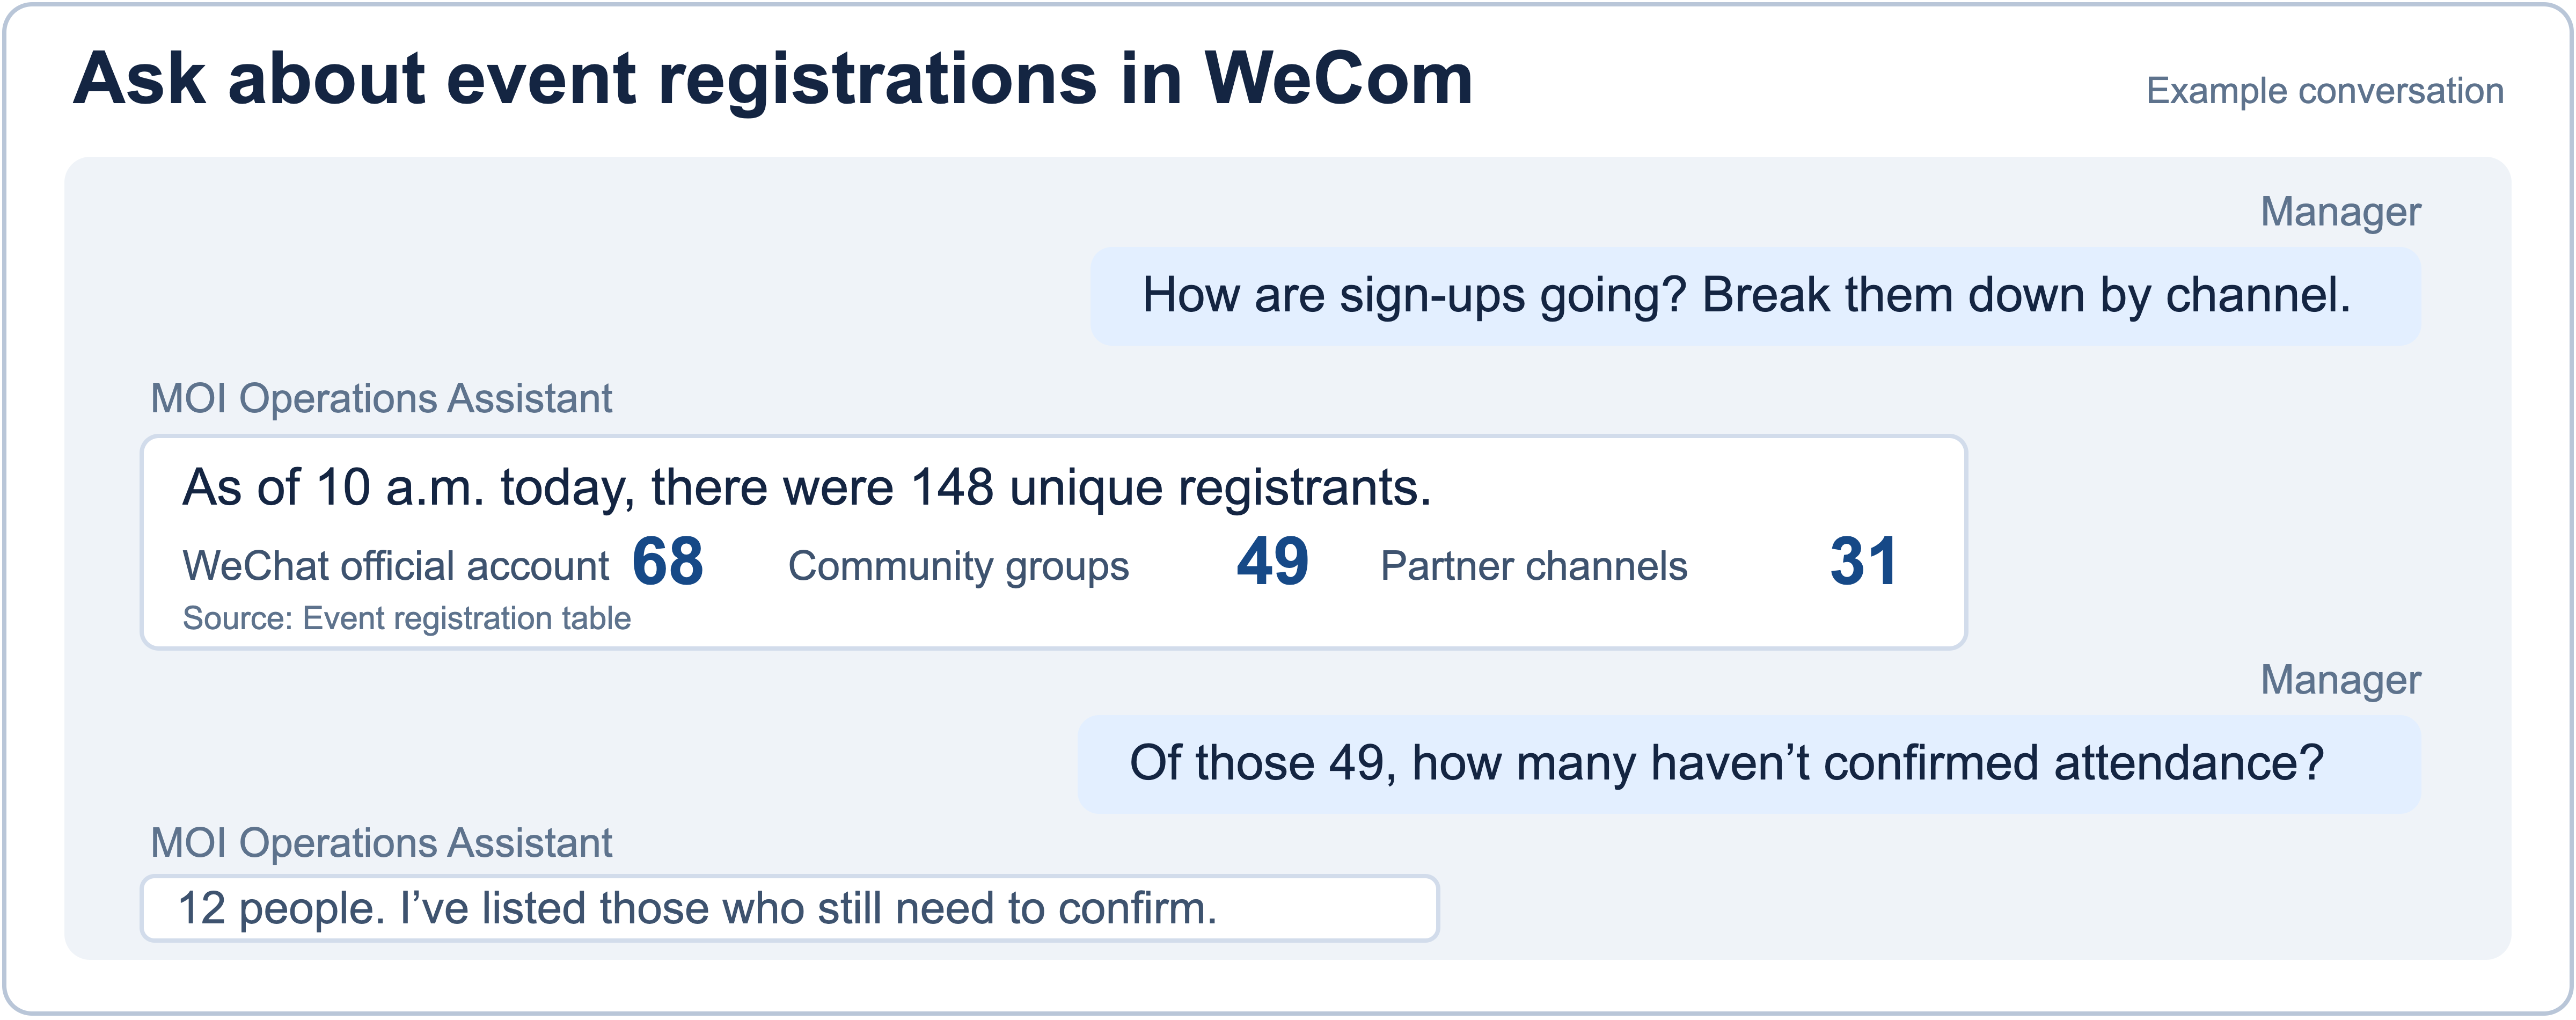 Ask about event registrations in WeCom
Example conversation
Manager
How are sign-ups going? Break them down by channel.
MOI Operations Assistant
As of 10 a.m. today, there were 148 unique registrants.
WeChat official account 68 Community groups 49 Partner channels 31
Source: Event registration table
Manager
Of those 49, how many haven’t confirmed attendance?
MOI Operations Assistant
12 people. I’ve listed those who still need to confirm.